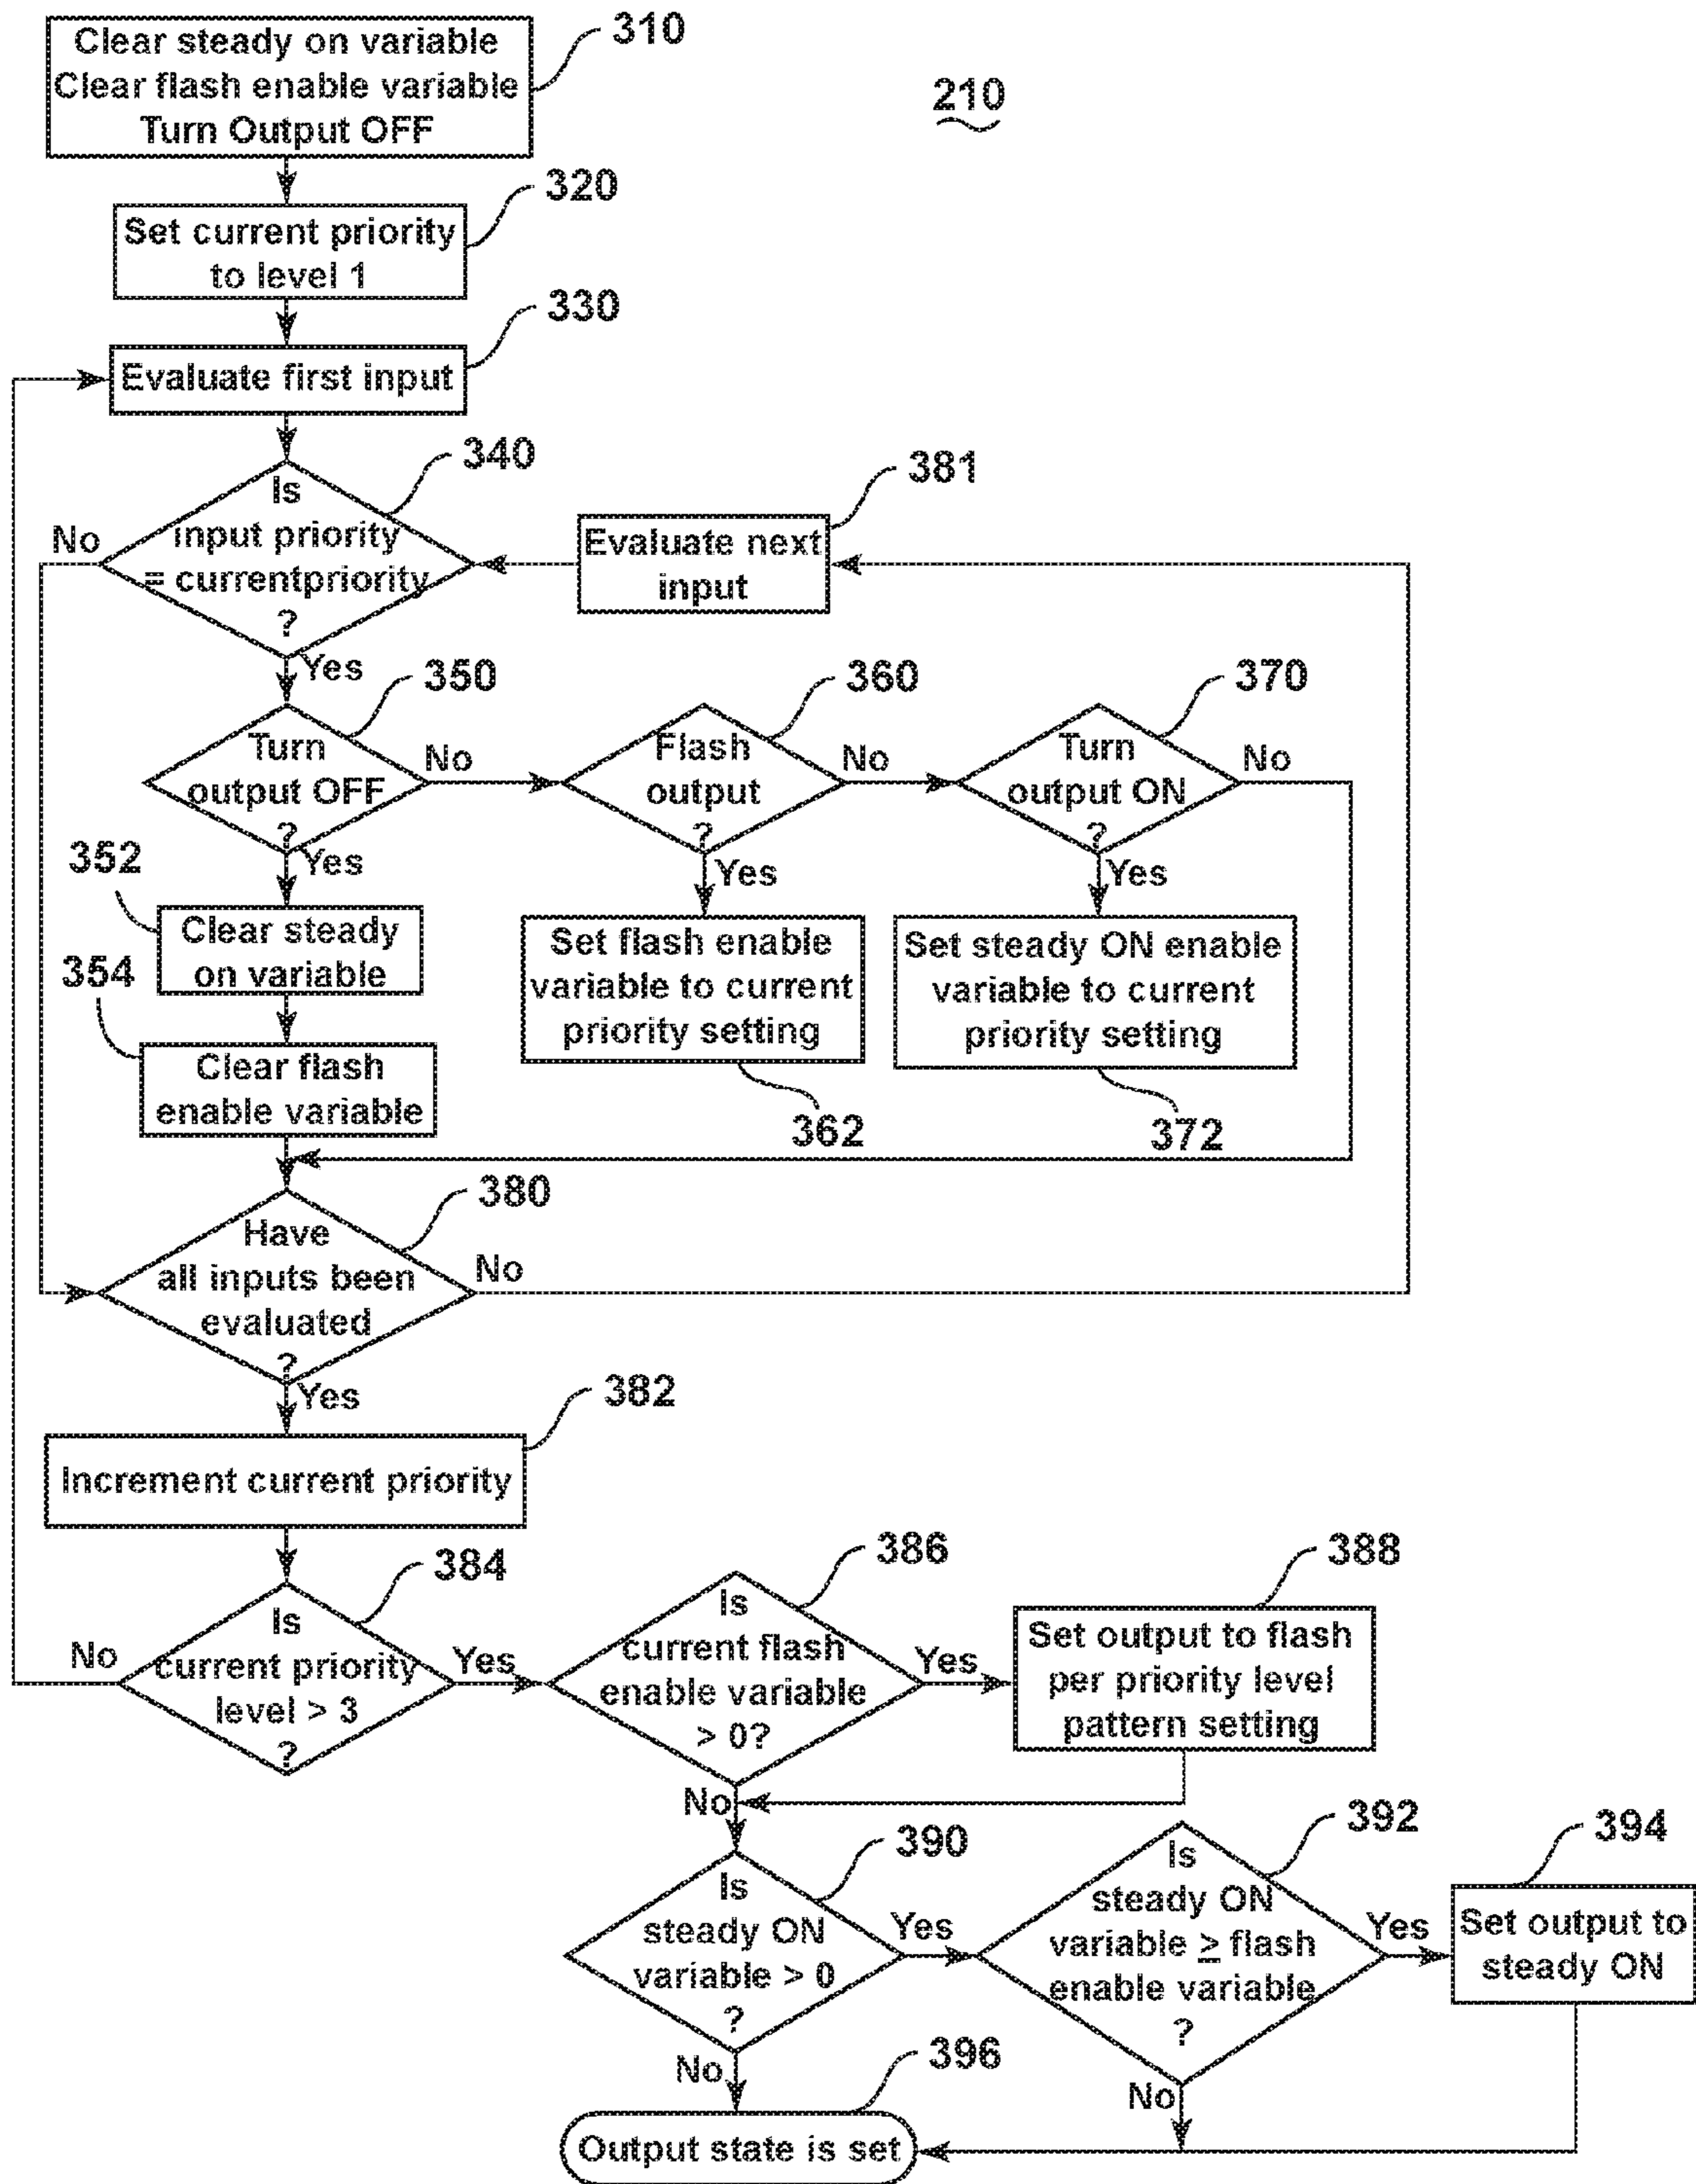 Clear steady on variable
Clear flash enable variable
Turn Output OFF
310
210
Set current priority
to level 1
320
Evaluate first input
330
Is
input priority
= currentpriority
?
340
No
Yes
Evaluate next
input
381
Turn
output OFF
?
350
No
Yes
Flash
output
?
360
No
Yes
Turn
output ON
?
370
No
Yes
352
Clear steady
on variable
354
Clear flash
enable variable
Set flash enable
variable to current
priority setting
362
Set steady ON enable
variable to current
priority setting
372
Have
all inputs been
evaluated
?
380
No
Yes
Increment current priority
382
Is
current priority
level > 3
?
384
No
Yes
Is
current flash
enable variable
> 0?
386
Yes
No
Set output to flash
per priority level
pattern setting
388
Is
steady ON
variable > 0
?
390
Yes
No
Is
steady ON
variable ≥ flash
enable variable
?
392
Yes
No
Set output to
steady ON
394
Output state is set
396